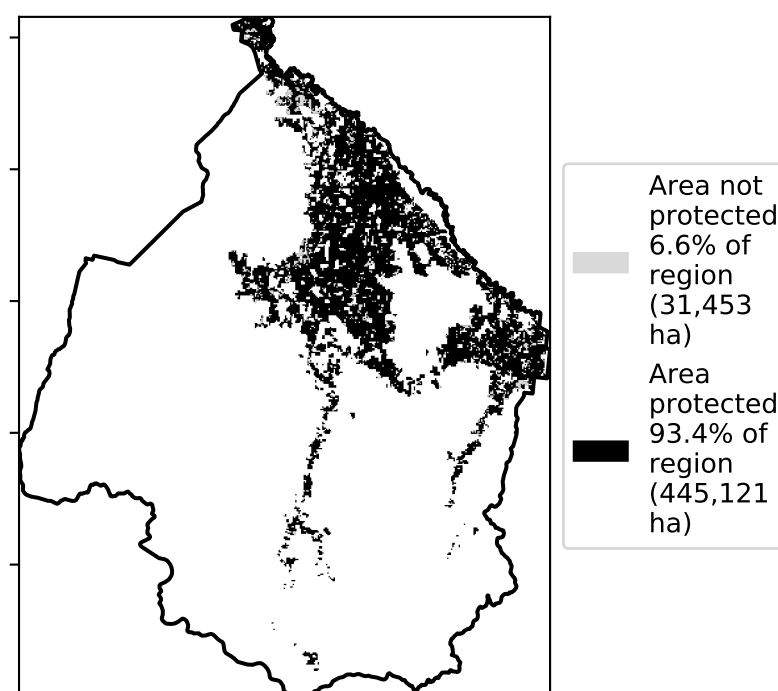 Area not
protected
6.6% of
region
(31,453
ha)
Area
protected
93.4% of
region
(445,121
ha)